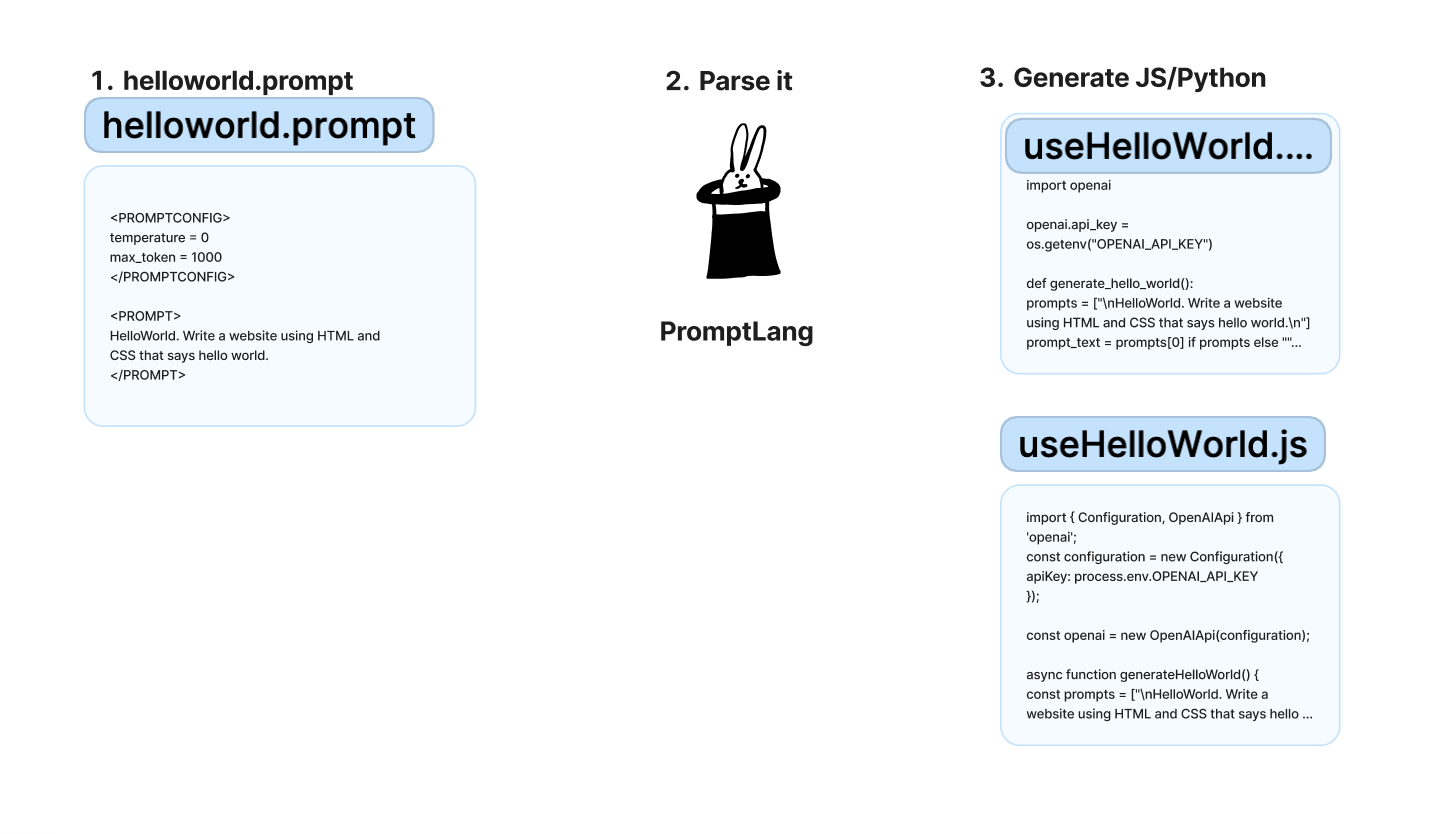 1. helloworld.prompt
helloworld.prompt
<PROMPTCONFIG>
temperature = 0
max_token = 1000
</PROMPTCONFIG>
<PROMPT>
HelloWorld. Write a website using HTML and
CSS that says hello world.
</PROMPT>
2. Parse it
PromptLang
3. Generate JS/Python
useHelloWorld....
import openai
openai.api_key =
os.getenv("OPENAI_API_KEY")
def generate_hello_world():
prompts = ["\nHelloWorld. Write a website
using HTML and CSS that says hello world.\n"]
prompt_text = prompts[0] if prompts else ""...
useHelloWorld.js
import { Configuration, OpenAIApi } from
'openai';
const configuration = new Configuration({
apiKey: process.env.OPENAI_API_KEY
});
const openai = new OpenAIApi(configuration);
async function generateHelloWorld() {
const prompts = ["\nHelloWorld. Write a
website using HTML and CSS that says hello ...